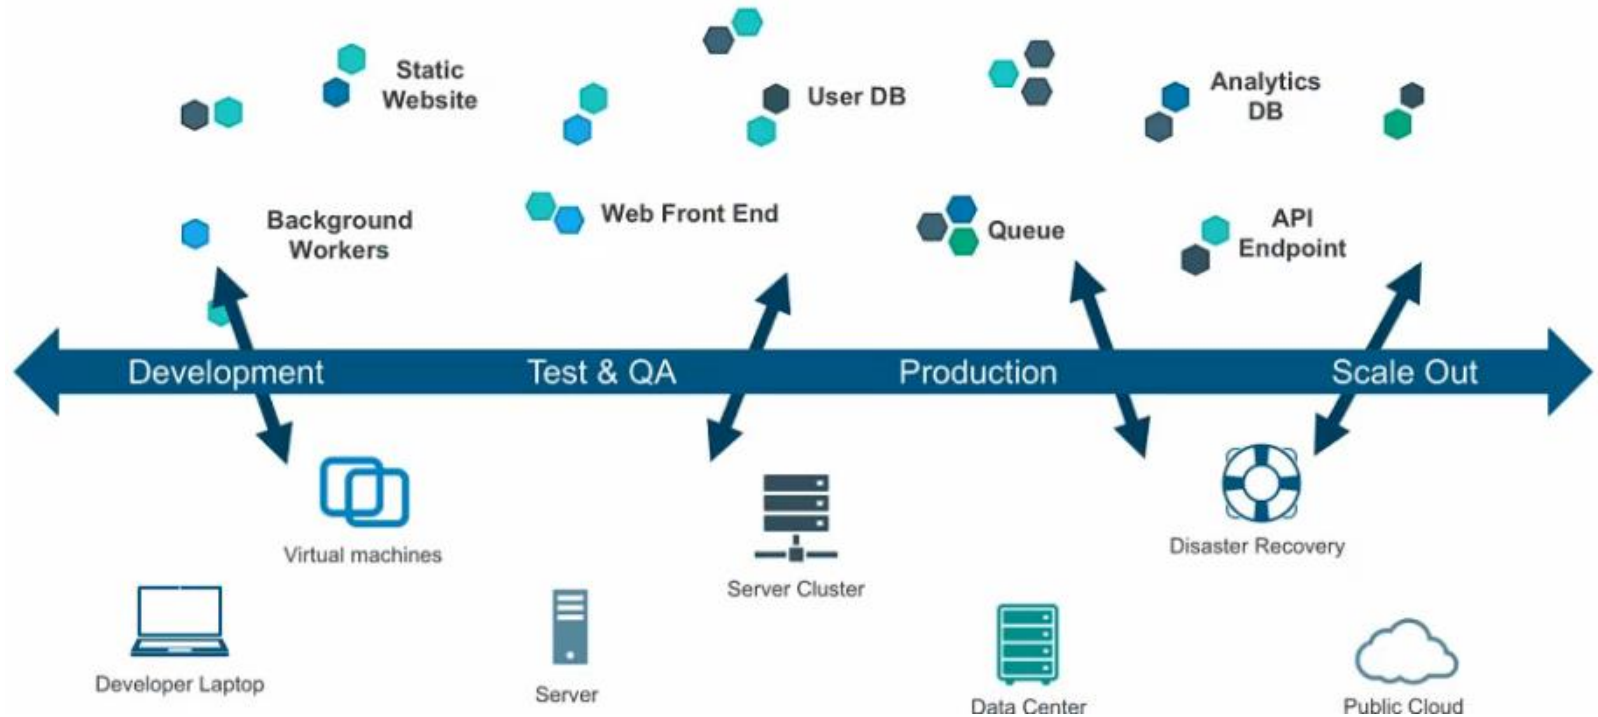 Static
Website
User DB
Analytics
DB
Background
Workers
Web Front End
Queue
API
Endpoint
Development
Test & QA
Production
Scale Out
Virtual machines
Server Cluster
Disaster Recovery
Developer Laptop
Server
Data Center
Public Cloud